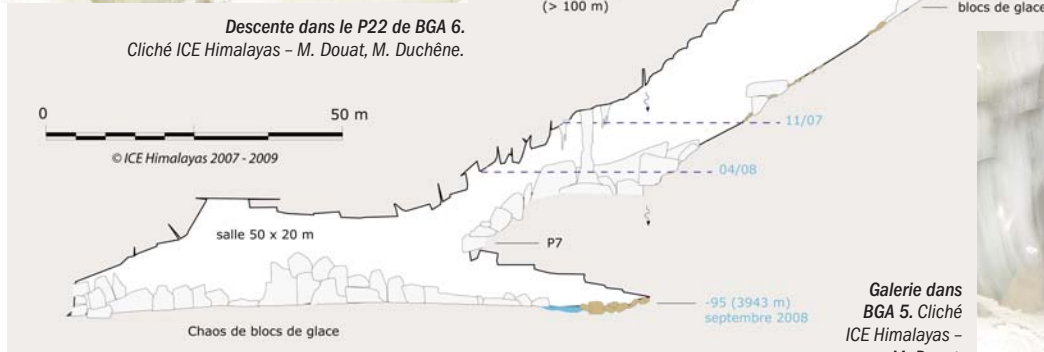 (> 100 m)
blocs de glace
Descente dans le P22 de BGA 6.
Cliché ICE Himalayas – M. Douat, M. Duchêne.
0 50 m
© ICE Himalayas 2007 - 2009
11/07
04/08
salle 50 x 20 m
P7
-95 (3943 m)
septembre 2008
Chaos de blocs de glace
Galerie dans
BGA 5. Cliché
ICE Himalayas –